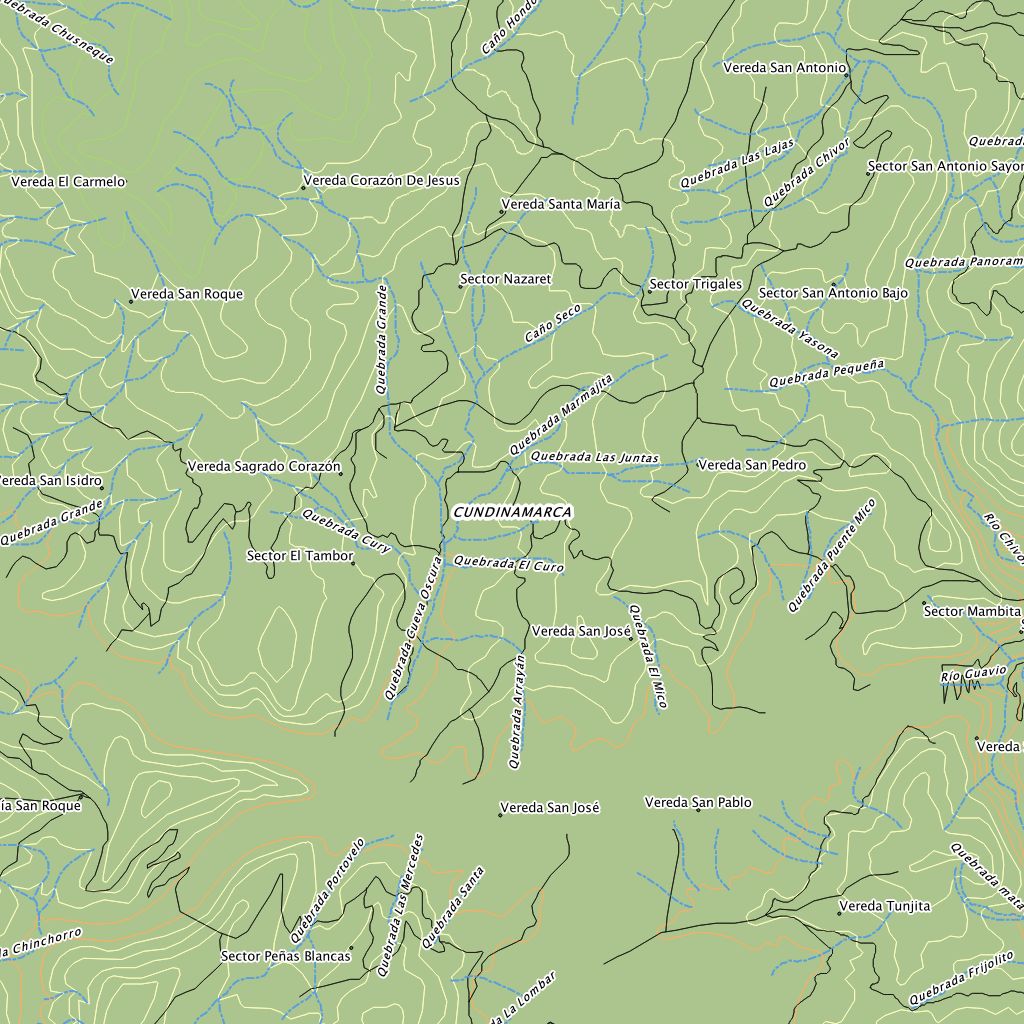 Quebrada Chusneque
Caño Hondo
Vereda San Antonio
Quebrada Las Lajas
Quebrada Chivor
Quebrada
Sector San Antonio Sayon
Vereda El Carmelo
Vereda Corazón De Jesus
Vereda Santa María
Quebrada Panoram
Sector Nazaret
Sector Trigales
Sector San Antonio Bajo
Vereda San Roque
Quebrada Grande
Caño Seco
Quebrada Yasona
Quebrada Pequeña
Quebrada Marmajita
Quebrada Las Juntas
Vereda San Pedro
Vereda Sagrado Corazón
Vereda San Isidro
Quebrada Grande
CUNDINAMARCA
Quebrada Cury
Quebrada Puente Mico
Río Chivor
Sector El Tambor
Quebrada El Curo
Quebrada Cueva Oscura
Sector Mambita
Vereda San José
Quebrada El Mico
Quebrada Arrayán
Río Guavio
Vereda
ía San Roque
Vereda San José
Vereda San Pablo
Quebrada Portovelo
Quebrada Las Mercedes
Quebrada Santa
Quebrada mata
Vereda Tunjita
a Chinchorro
Sector Peñas Blancas
da La Lombar
Quebrada Frijolito